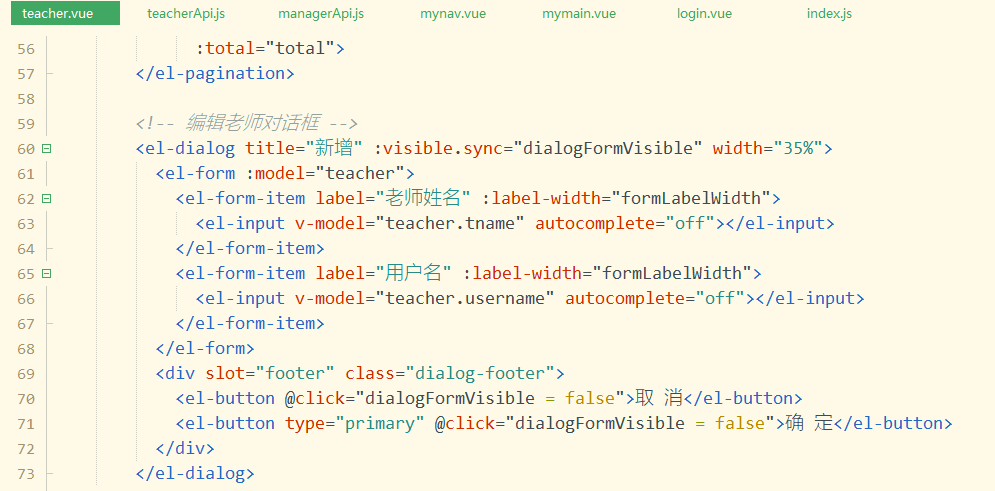 teacher.vue teacherApi.js managerApi.js mynav.vue mymain.vue login.vue index.js
56 :total="total">
57 </el-pagination>
58
59 <!-- 编辑老师对话框 -->
60 <el-dialog title="新增" :visible.sync="dialogFormVisible" width="35%">
61 <el-form :model="teacher">
62 <el-form-item label="老师姓名" :label-width="formLabelWidth">
63 <el-input v-model="teacher.tname" autocomplete="off"></el-input>
64 </el-form-item>
65 <el-form-item label="用户名" :label-width="formLabelWidth">
66 <el-input v-model="teacher.username" autocomplete="off"></el-input>
67 </el-form-item>
68 </el-form>
69 <div slot="footer" class="dialog-footer">
70 <el-button @click="dialogFormVisible = false">取 消</el-button>
71 <el-button type="primary" @click="dialogFormVisible = false">确 定</el-button>
72 </div>
73 </el-dialog>